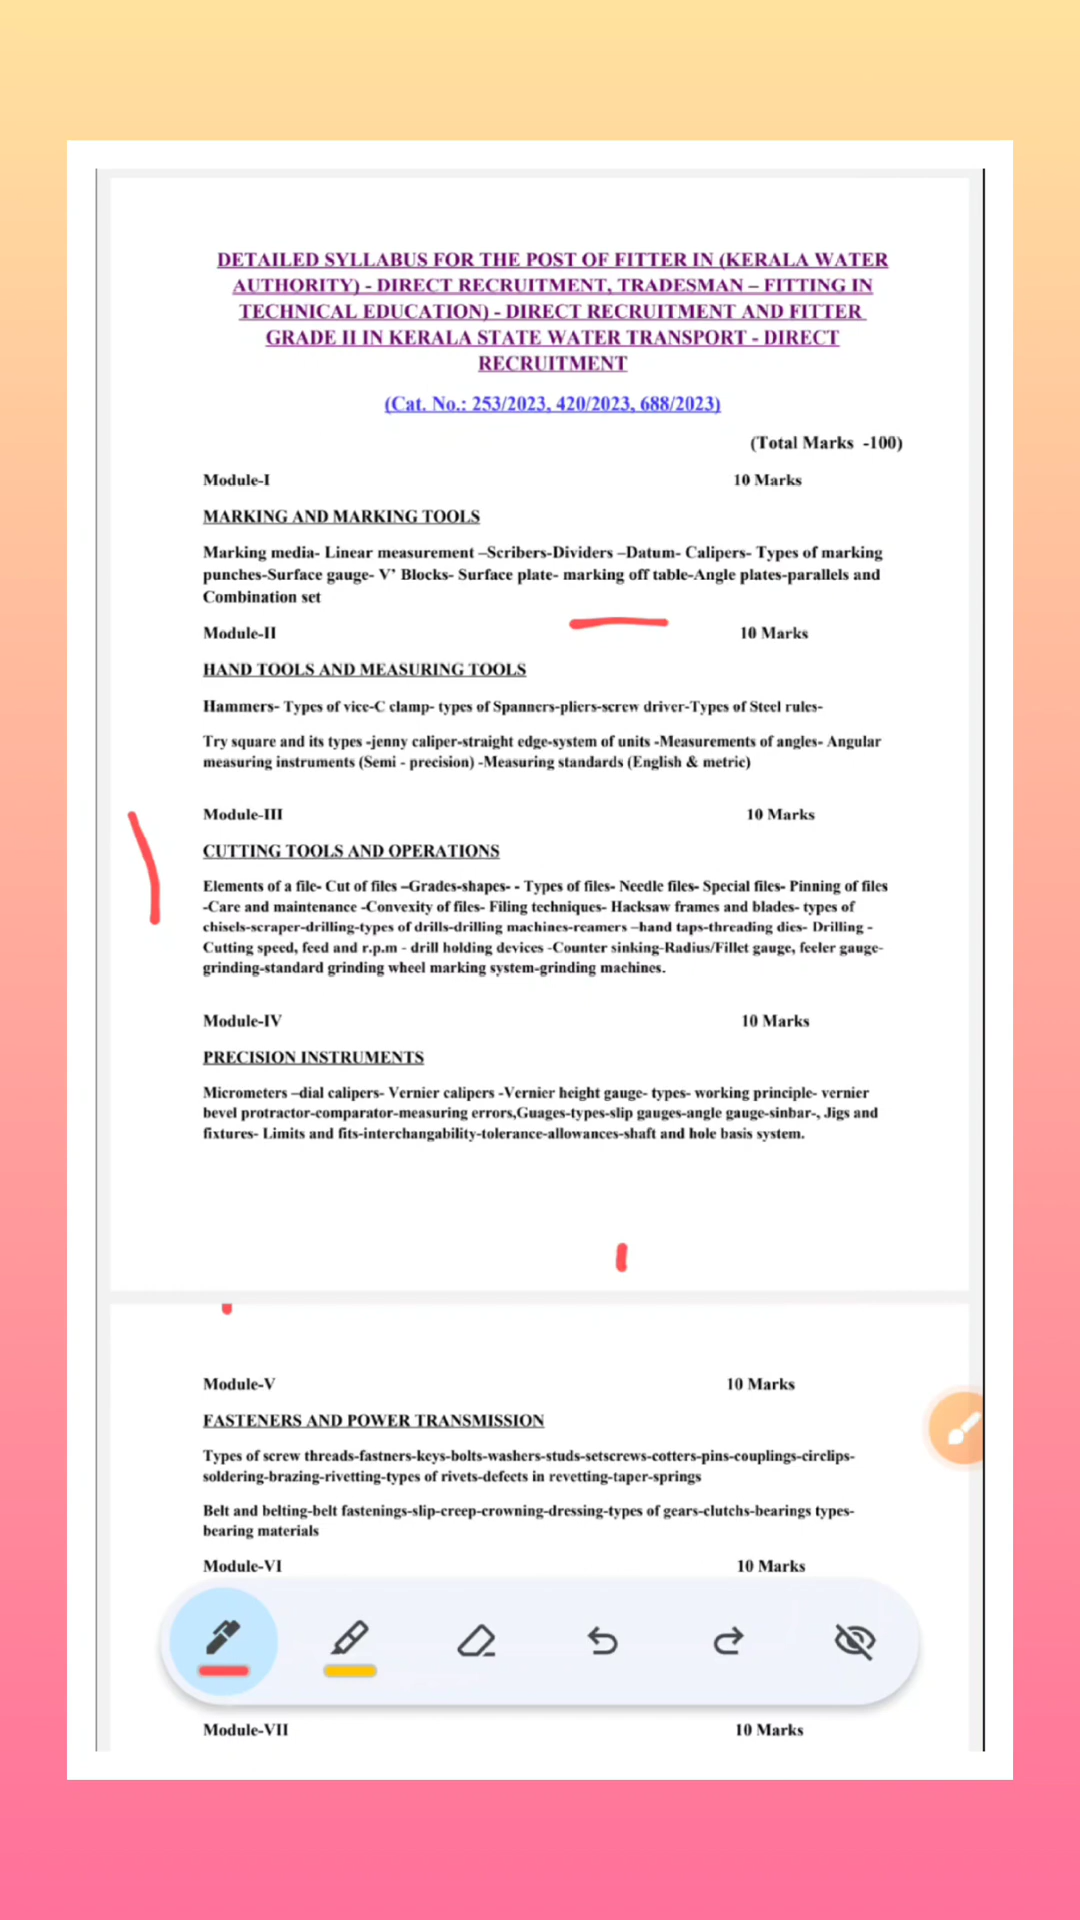 DETAILED SYLLABUS FOR THE POST OF FITTER IN (KERALA WATER
AUTHORITY) - DIRECT RECRUITMENT, TRADESMAN – FITTING IN
TECHNICAL EDUCATION) - DIRECT RECRUITMENT AND FITTER
GRADE II IN KERALA STATE WATER TRANSPORT - DIRECT
RECRUITMENT
(Cat. No.: 253/2023, 420/2023, 688/2023)
(Total Marks -100)
Module-I 10 Marks
MARKING AND MARKING TOOLS
Marking media- Linear measurement –Scribers-Dividers –Datum- Calipers- Types of marking
punches-Surface gauge- V' Blocks- Surface plate- marking off table-Angle plates-parallels and
Combination set
Module-II 10 Marks
HAND TOOLS AND MEASURING TOOLS
Hammers- Types of vice-C clamp- types of Spanners-pliers-screw driver-Types of Steel rules-
Try square and its types -jenny caliper-straight edge-system of units -Measurements of angles- Angular
measuring instruments (Semi - precision) -Measuring standards (English & metric)
Module-III 10 Marks
CUTTING TOOLS AND OPERATIONS
Elements of a file- Cut of files –Grades-shapes- - Types of files- Needle files- Special files- Pinning of files
-Care and maintenance -Convexity of files- Filing techniques- Hacksaw frames and blades- types of
chisels-scraper-drilling-types of drills-drilling machines-reamers –hand taps-threading dies- Drilling -
Cutting speed, feed and r.p.m - drill holding devices -Counter sinking-Radius/Fillet gauge, feeler gauge-
grinding-standard grinding wheel marking system-grinding machines.
Module-IV 10 Marks
PRECISION INSTRUMENTS
Micrometers –dial calipers- Vernier calipers -Vernier height gauge- types- working principle- vernier
bevel protractor-comparator-measuring errors,Guages-types-slip gauges-angle gauge-sinbar-, Jigs and
fixtures- Limits and fits-interchangability-tolerance-allowances-shaft and hole basis system.
Module-V 10 Marks
FASTENERS AND POWER TRANSMISSION
Types of screw threads-fastners-keys-bolts-washers-studs-setscrews-cotters-pins-couplings-circlips-
soldering-brazing-rivetting-types of rivets-defects in revetting-taper-springs
Belt and belting-belt fastenings-slip-creep-crowning-dressing-types of gears-clutchs-bearings types-
bearing materials
Module-VI 10 Marks
Module-VII 10 Marks